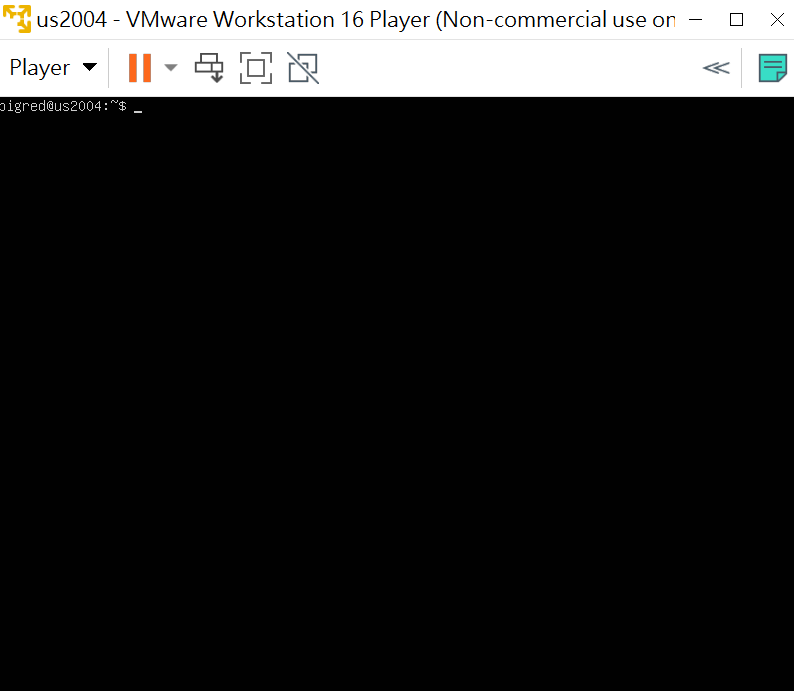 us2004 - VMware Workstation 16 Player (Non-commercial use on
Player
bigred@us2004:~$ _